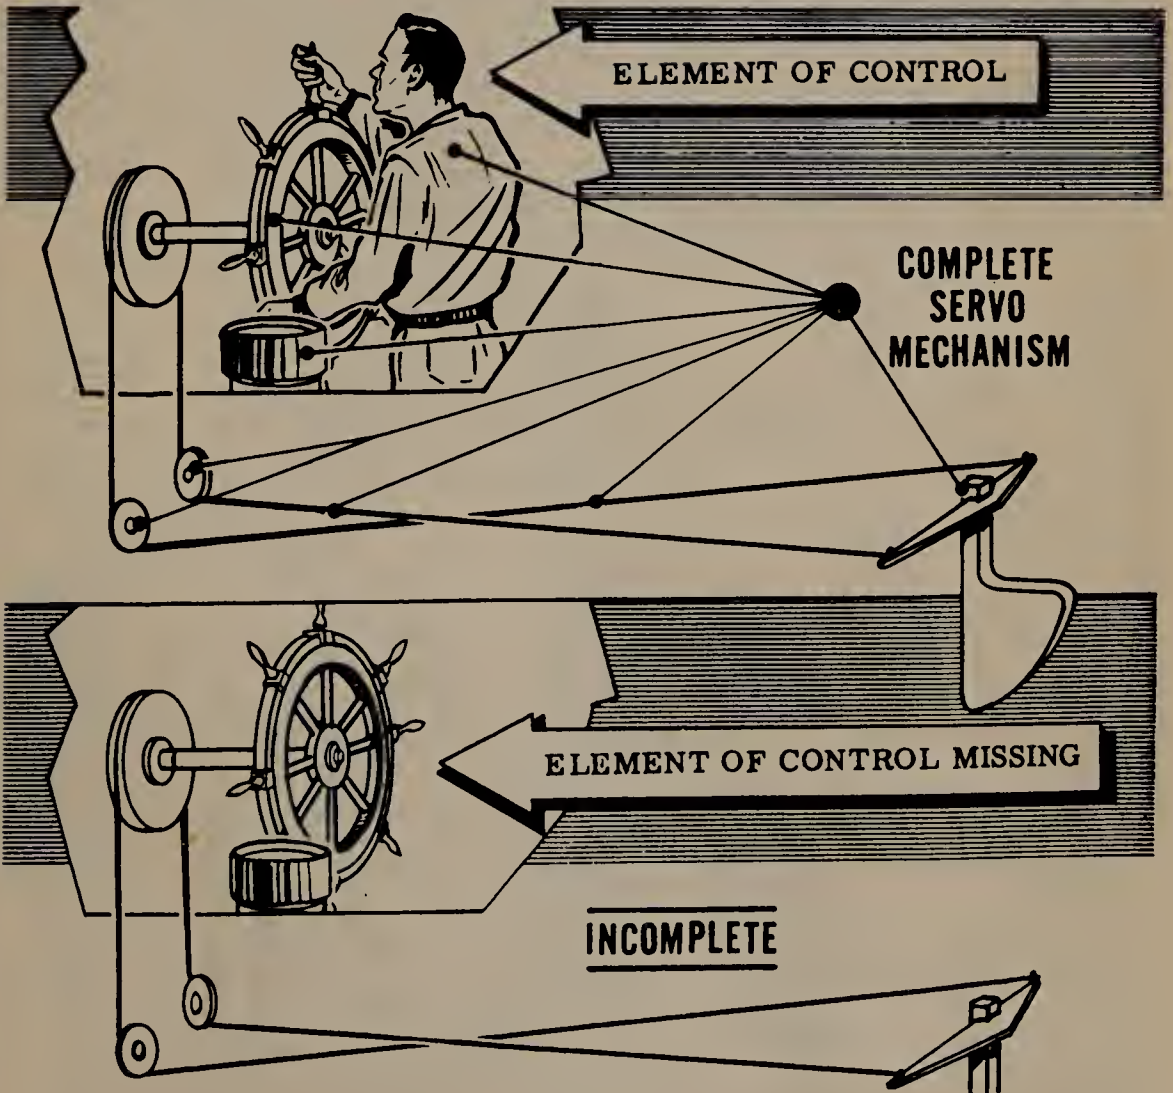 ELEMENT OF CONTROL
COMPLETE
SERVO
MECHANISM
ELEMENT OF CONTROL MISSING
INCOMPLETE